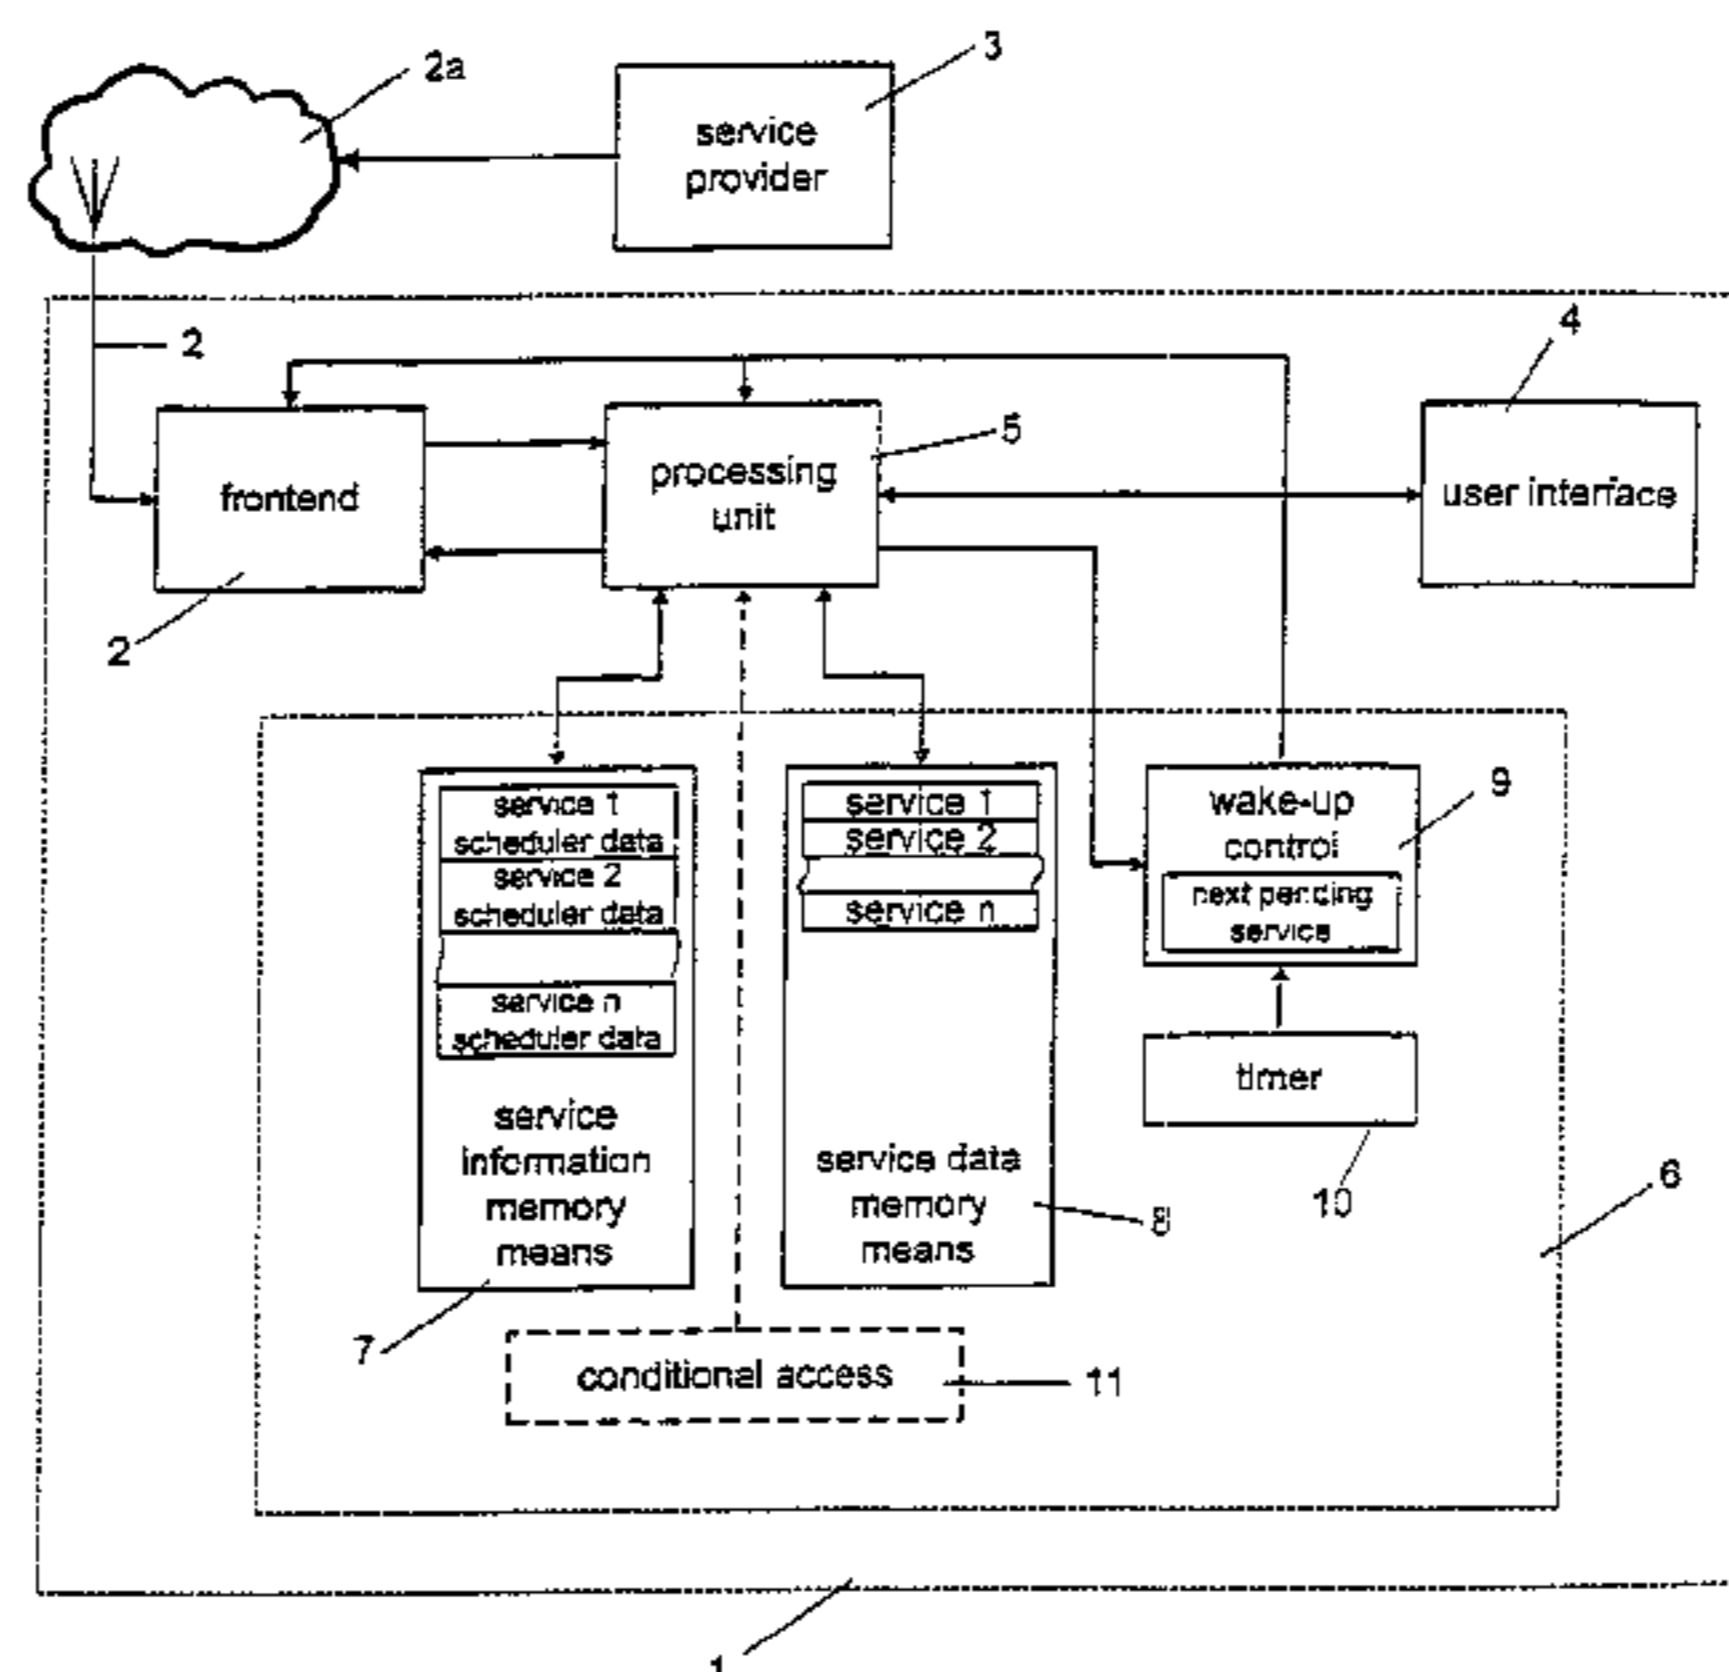 2a
3
service
provider
2
4
5
frontend
processing
unit
user interface
2
service 1
scheduler data
service 2
scheduler data
service n
scheduler data
service
information
memory
means
service 1
service 2
service n
service data
memory
means
wake-up
control
next pending
service
9
timer
10
6
8
7
conditional access
11
1